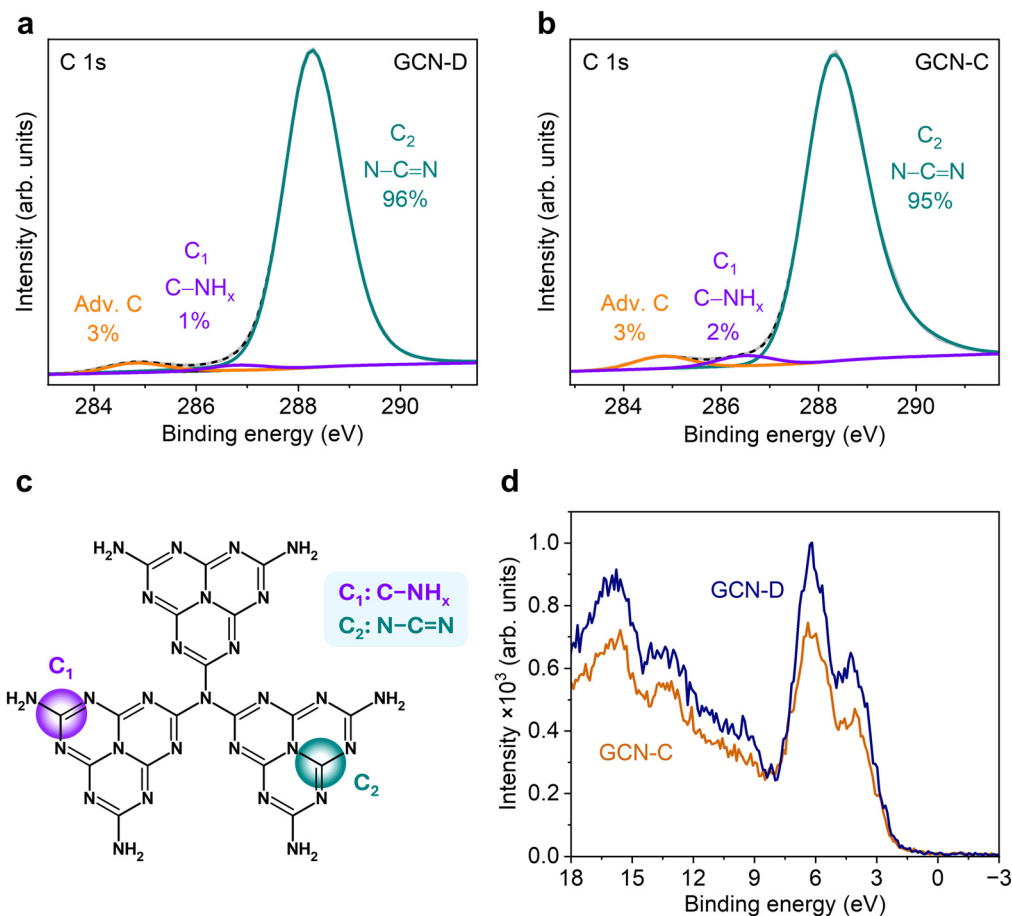 a
C 1s
GCN-D
C₂
N–C=N
96%
C₁
C–NHₓ
1%
Adv. C
3%
Intensity (arb. units)
284
286
288
290
Binding energy (eV)
b
C 1s
GCN-C
C₂
N–C=N
95%
C₁
C–NHₓ
2%
Adv. C
3%
Intensity (arb. units)
284
286
288
290
Binding energy (eV)
c
H₂N N N NH₂
N N N
N N
C₁: C–NHₓ
C₂: N–C=N
C₁
H₂N N N N N N N NH₂
N N N N N N
N N N N
C₂
NH₂ NH₂
d
Intensity ×10³ (arb. units)
1.0
0.8
0.6
0.4
0.2
0.0
GCN-D
GCN-C
18
15
12
9
6
3
0
−3
Binding energy (eV)